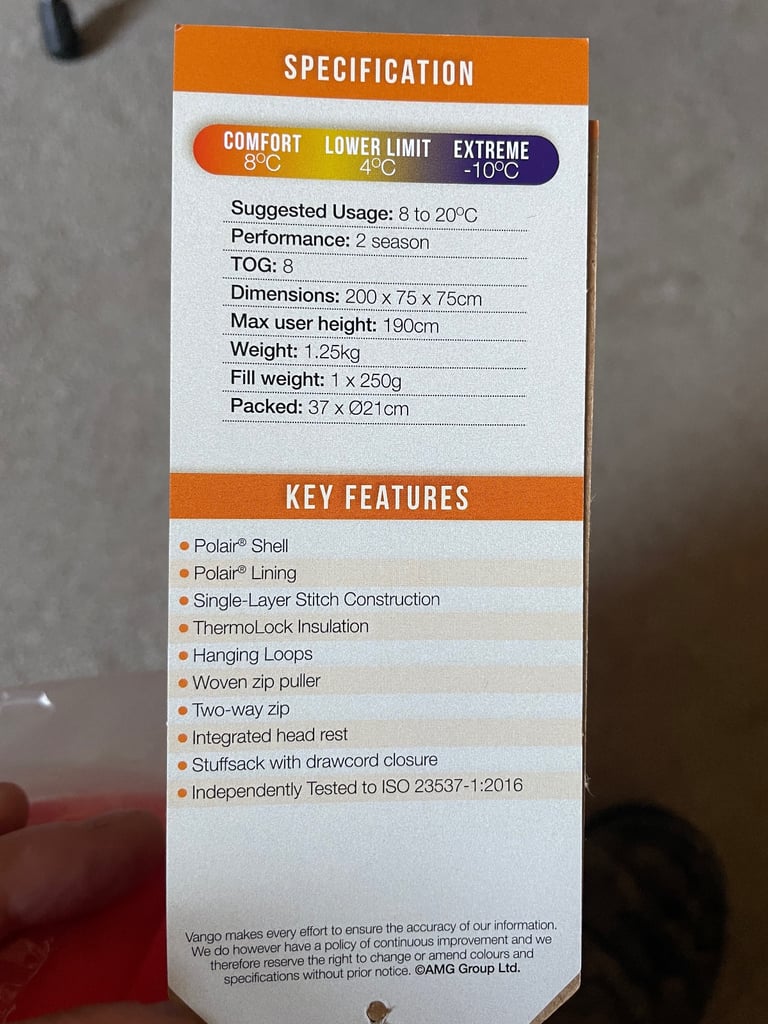 SPECIFICATION
COMFORT LOWER LIMIT EXTREME
8ºC 4ºC -10ºC
Suggested Usage: 8 to 20ºC
Performance: 2 season
TOG: 8
Dimensions: 200 x 75 x 75cm
Max user height: 190cm
Weight: 1.25kg
Fill weight: 1 x 250g
Packed: 37 x Ø21cm
KEY FEATURES
• Polair® Shell
• Polair® Lining
• Single-Layer Stitch Construction
• ThermoLock Insulation
• Hanging Loops
• Woven zip puller
• Two-way zip
• Integrated head rest
• Stuffsack with drawcord closure
• Independently Tested to ISO 23537-1:2016
Vango makes every effort to ensure the accuracy of our information.
We do however have a policy of continuous improvement and we
therefore reserve the right to change or amend colours and
specifications without prior notice. ©AMG Group Ltd.